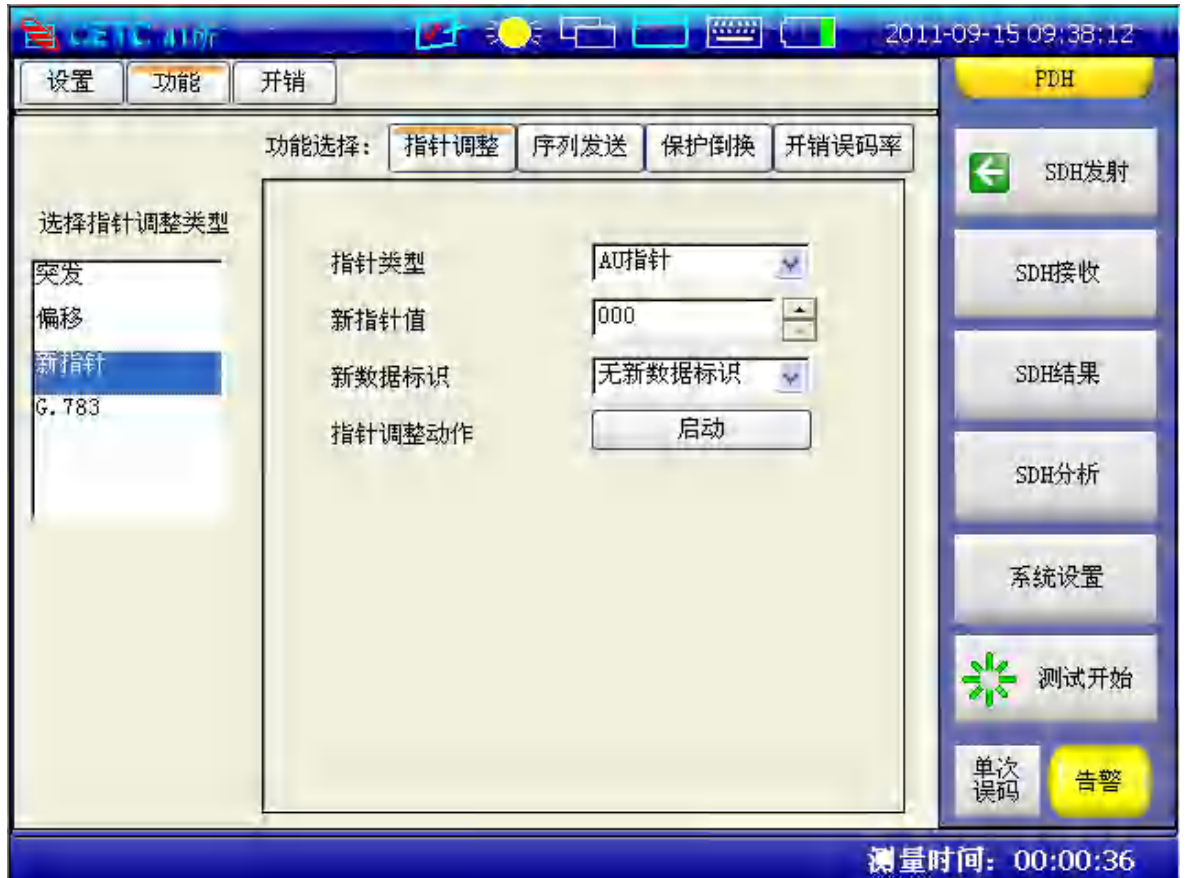 CETC 41所 2011-09-15 09:38:12
设置 功能 开销
PDH
功能选择： 指针调整 序列发送 保护倒换 开销误码率
SDH发射
选择指针调整类型
突发
偏移
新指针
G.783
指针类型 AU指针
新指针值 000
新数据标识 无新数据标识
指针调整动作 启动
SDH接收
SDH结果
SDH分析
系统设置
测试开始
单次
误码
告警
测量时间：00:00:36